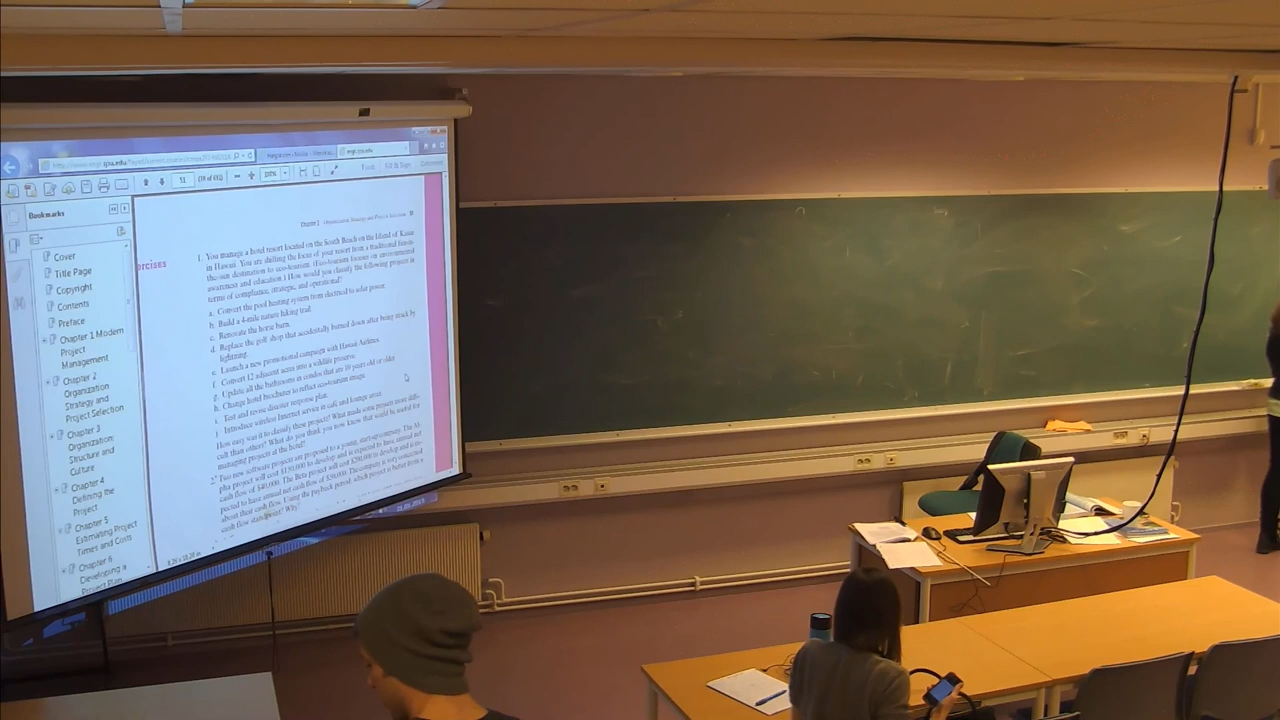 51
Bookmarks
Cover
Title Page
Copyright
Contents
Preface
Chapter 1 Modern
Project
Management
Chapter 2
Organization
Strategy and
Project Selection
Chapter 3
Organization:
Structure and
Culture
Chapter 4
Defining the
Project
Chapter 5
Estimating Project
Times and Costs
Chapter 6
Developing a
Project Plan
Chapter 2 Organization Strategy and Project Selection 51
ercises
1. You manage a hotel resort located on the South Beach on the Island of Kauai
in Hawaii. You are shifting the focus of your resort from a traditional fun-in-
the-sun destination to eco-tourism. (Eco-tourism focuses on environmental
awareness and education.) How would you classify the following projects in
terms of compliance, strategic, and operational?
a. Convert the pool heating system from electrical to solar power.
b. Build a 4-mile nature hiking trail.
c. Renovate the horse barn.
d. Replace the golf shop that accidentally burned down after being struck by
lightning.
e. Launch a new promotional campaign with Hawaii Airlines.
f. Convert 12 adjacent acres into a wildlife preserve.
g. Update all the bathrooms in condos that are 10 years old or older.
h. Change hotel brochures to reflect eco-tourism image.
i. Test and revise disaster response plan.
j. Introduce wireless Internet service in café and lounge areas.
How easy was it to classify these projects? What made some projects more diffi-
cult than others? What do you think you now know that would be useful for
managing projects at the hotel?
2. Two new software projects are proposed to a young, start-up company. The Al-
pha project will cost $150,000 to develop and is expected to have annual net
cash flow of $40,000. The Beta project will cost $200,000 to develop and is ex-
pected to have annual net cash flow of $50,000. The company is very concerned
about their cash flow. Using the payback period, which project is better from a
cash flow standpoint? Why?